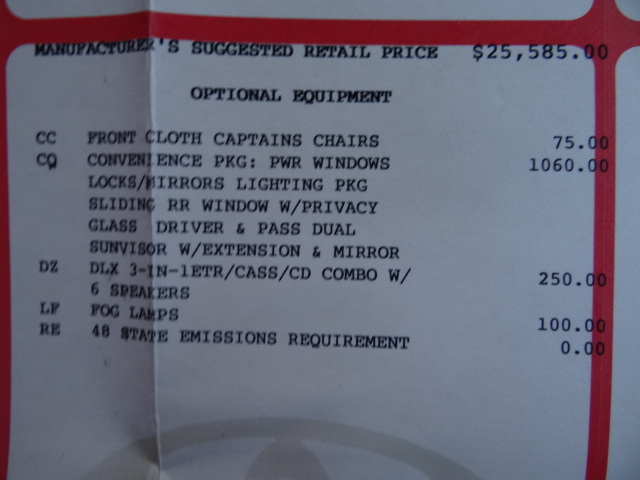 MANUFACTURER'S SUGGESTED RETAIL PRICE $25,585.00
OPTIONAL EQUIPMENT
CC FRONT CLOTH CAPTAINS CHAIRS 75.00
CQ CONVENIENCE PKG: PWR WINDOWS 1060.00
LOCKS/MIRRORS LIGHTING PKG
SLIDING RR WINDOW W/PRIVACY
GLASS DRIVER & PASS DUAL
SUNVISOR W/EXTENSION & MIRROR
DZ DLX 3-IN-1ETR/CASS/CD COMBO W/ 250.00
6 SPEAKERS
LF FOG LAMPS 100.00
RE 48 STATE EMISSIONS REQUIREMENT 0.00